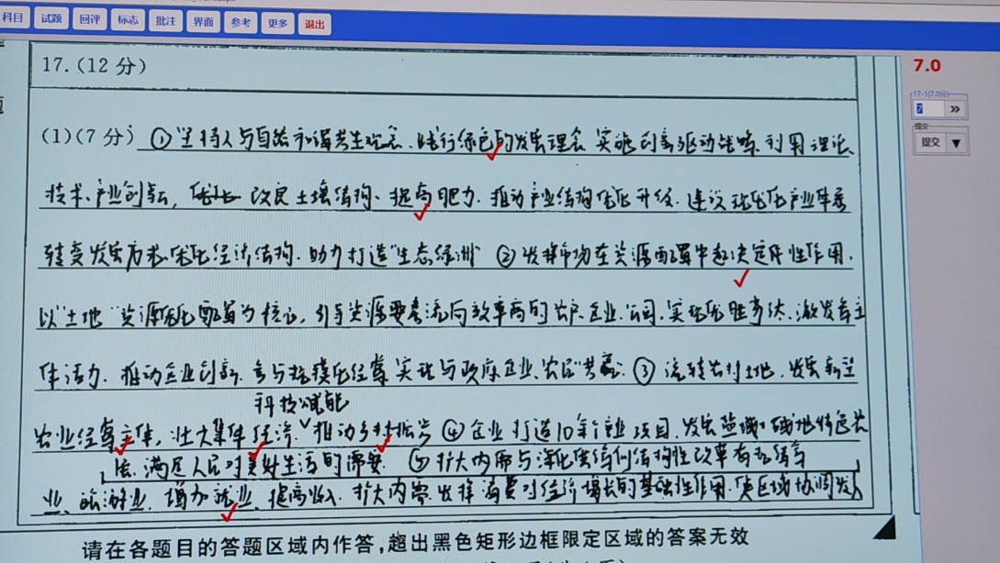 科目 试题 回评 标志 批注 界面 参考 更多 退出
7.0
17-1(7.0分)
7 »
提交
提交 ▼
17.(12 分)
(1)(7 分) ①坚持人与自然和谐共生观念、践行绿色的发展理念 实施创新驱动战略、利用理论、
技术、产业创新, 改良土壤结构、提高肥力. 推动产业结构优化升级. 建设现代化产业体系
转变发展方式.优化经济结构. 助力打造"生态绿洲" ②发挥市场在资源配置中起决定作性作用.
以"土地"资源优化配置为核心, 引导资源要素流向效率高的农户、企业、公司, 实现优胜劣汰、激发各主
体活力. 推动企业创新. 参与规模化经营 实现与政府、企业、农民"共赢. ③流转农村土地. 发展新型
科技赋能
农业经营主体, 壮大集体经济. 推动乡村振兴 ④企业打造10余个产业项目. 发展盐碱地特色农
法. 满足人民对美好生活的需要. ⑤扩大内需与深化供给侧结构性改革有机结合
业、旅游业. 增加就业、提高收入. 扩大内需. 发挥消费对经济增长的基础性作用. 使区域协调发展
请在各题目的答题区域内作答,超出黑色矩形边框限定区域的答案无效